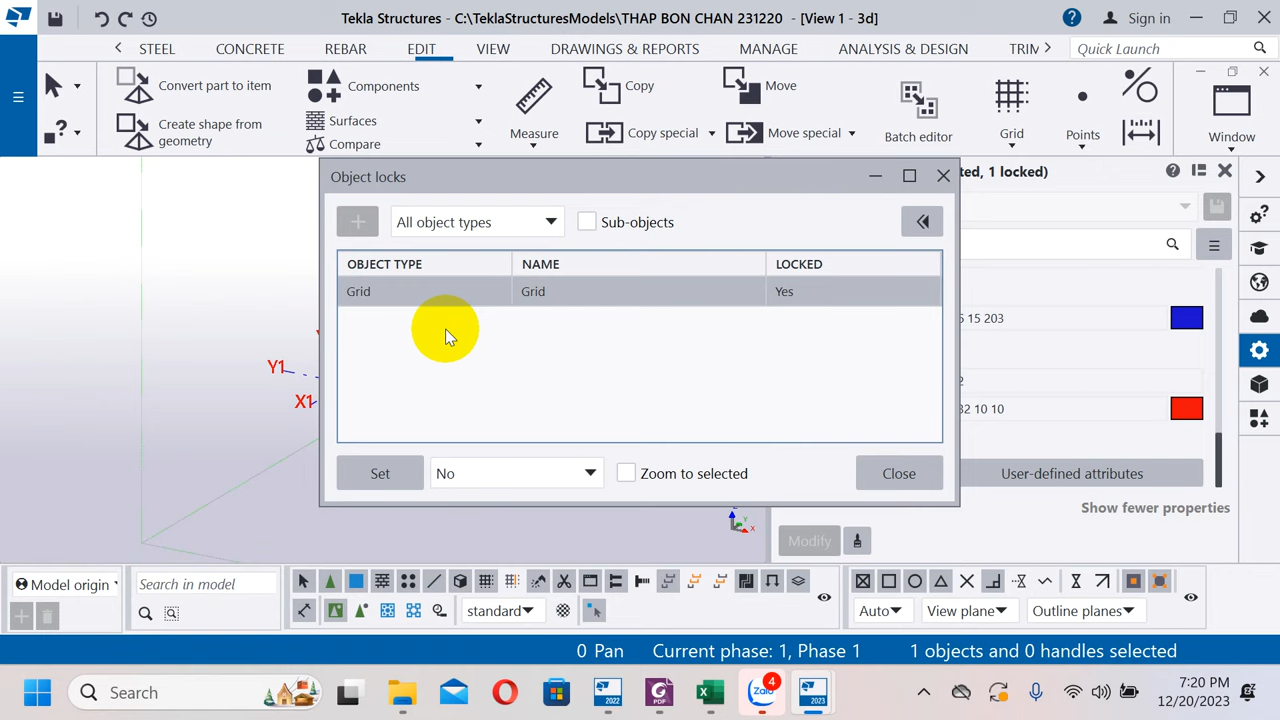 Tekla Structures - C:\TeklaStructuresModels\THAP BON CHAN 231220 - [View 1 - 3d]
Sign in
STEEL CONCRETE REBAR EDIT VIEW DRAWINGS & REPORTS MANAGE ANALYSIS & DESIGN TRIM
Quick Launch
Convert part to item
Create shape from
geometry
Components
Surfaces
Compare
Measure
Copy
Copy special
Move
Move special
Batch editor
Grid
Points
Window
Object locks
ted, 1 locked)
All object types
Sub-objects
OBJECT TYPE NAME LOCKED
Grid Grid Yes
5 15 203
2
32 10 10
Y1
X1
Set
No
Zoom to selected
Close
User-defined attributes
Show fewer properties
Modify
Model origin
Search in model
standard
Auto
View plane
Outline planes
0 Pan Current phase: 1, Phase 1 1 objects and 0 handles selected
Search
2022
PDF
Zalo
4
2023
7:20 PM
12/20/2023